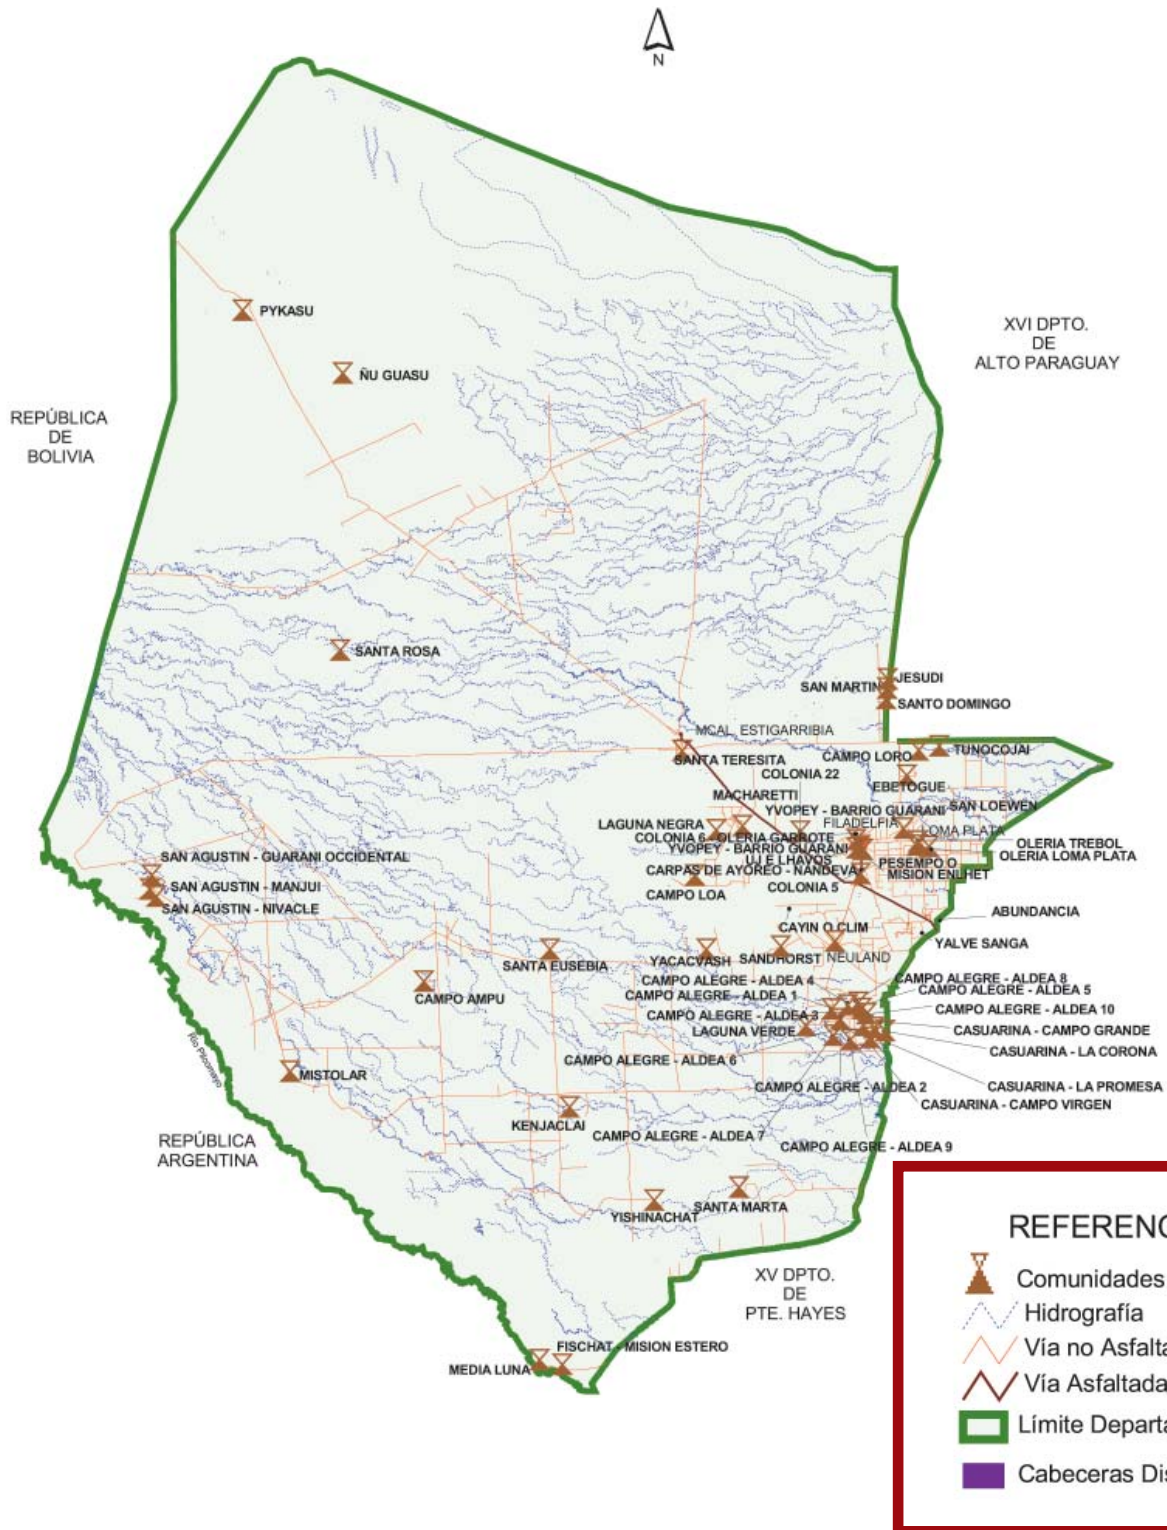 N
PYKASU
ÑU GUASU
XVI DPTO.
DE
ALTO PARAGUAY
REPÚBLICA
DE
BOLIVIA
SANTA ROSA
JESUDI
SAN MARTIN
SANTO DOMINGO
MCAL. ESTIGARRIBIA
SANTA TERESITA
CAMPO LORO
TUNOCOJAI
COLONIA 22
EBETOGUE
MACHARETTI
YVOPEY - BARRIO GUARANI
SAN LOEWEN
LAGUNA NEGRA
FILADELFIA
LOMA PLATA
COLONIA 6 - OLERIA GARROTE
YVOPEY - BARRIO GUARANI
OLERIA TREBOL
OLERIA LOMA PLATA
UJ E LHAVOS
PESEMPO O
CARPAS DE AYOREO - NANDEVA
MISION ENLHET
COLONIA 5
CAMPO LOA
SAN AGUSTIN - GUARANI OCCIDENTAL
SAN AGUSTIN - MANJUI
SAN AGUSTIN - NIVACLE
ABUNDANCIA
CAYIN O CLIM
YALVE SANGA
SANTA EUSEBIA
YACACVASH
SANDHORST
NEULAND
CAMPO AMPU
CAMPO ALEGRE - ALDEA 4
CAMPO ALEGRE - ALDEA 8
CAMPO ALEGRE - ALDEA 5
CAMPO ALEGRE - ALDEA 1
CAMPO ALEGRE - ALDEA 10
CAMPO ALEGRE - ALDEA 3
LAGUNA VERDE
CASUARINA - CAMPO GRANDE
CASUARINA - LA CORONA
CAMPO ALEGRE - ALDEA 6
Río Pilcomayo
MISTOLAR
CAMPO ALEGRE - ALDEA 2
CASUARINA - LA PROMESA
CASUARINA - CAMPO VIRGEN
KENJACLAI
CAMPO ALEGRE - ALDEA 7
CAMPO ALEGRE - ALDEA 9
REPÚBLICA
ARGENTINA
SANTA MARTA
YISHINACHAT
XV DPTO.
DE
PTE. HAYES
FISCHAT - MISION ESTERO
MEDIA LUNA
REFERENC
Comunidades
Hidrografía
Vía no Asfalta
Vía Asfaltada
Límite Departa
Cabeceras Dis